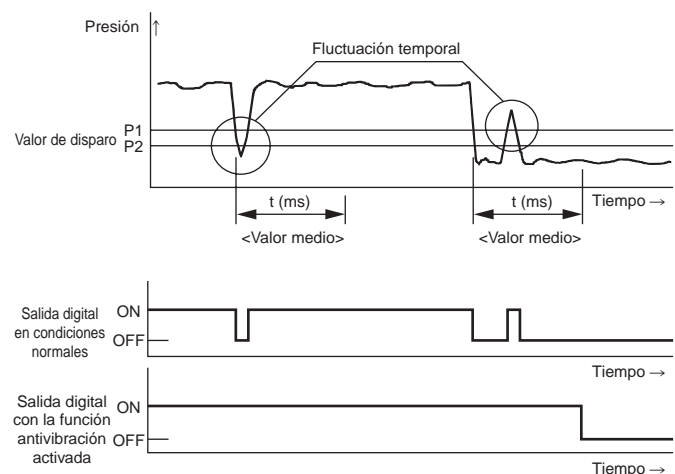 Presión
Fluctuación temporal
Valor de disparo
P1
P2
t (ms)
t (ms)
Tiempo →
<Valor medio>
<Valor medio>
Salida digital
en condiciones
normales
ON
OFF
Tiempo →
Salida digital
con la función
antivibración
activada
ON
OFF
Tiempo →